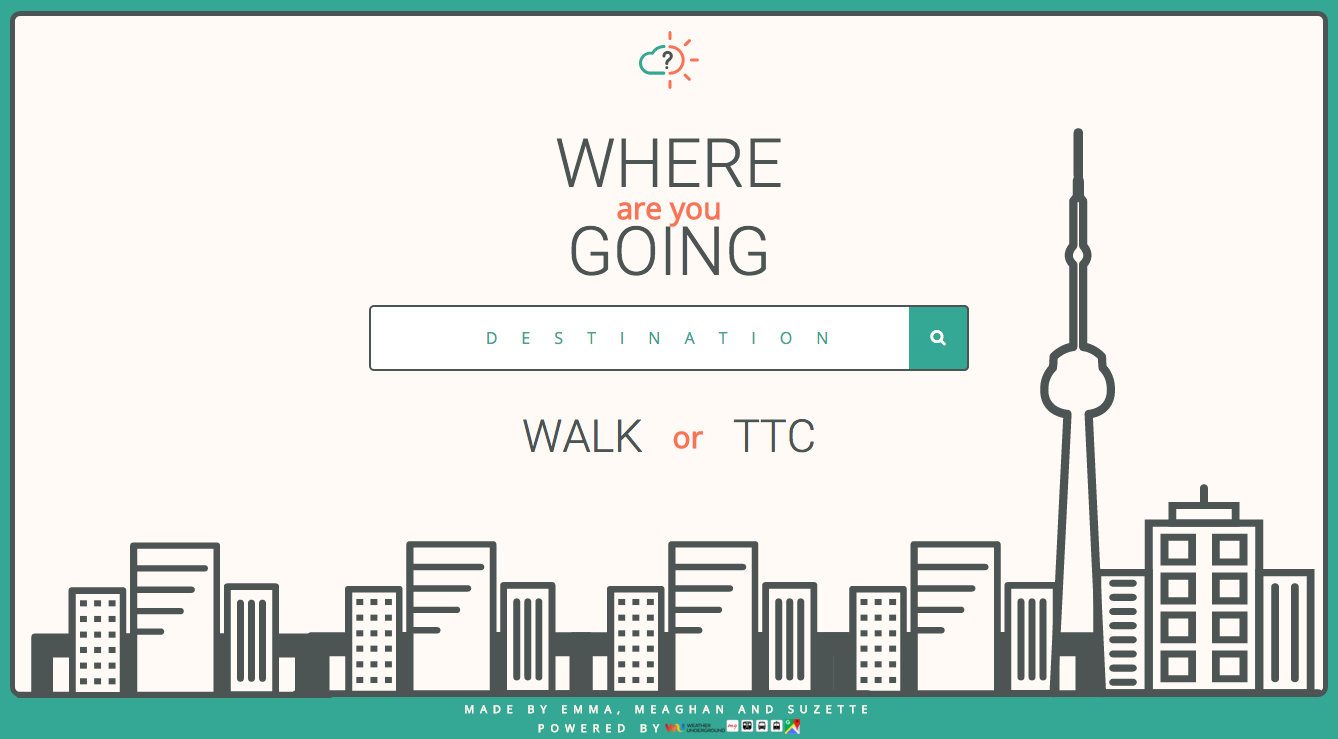 ?
WHERE
are you
GOING
DESTINATION
WALK or TTC
MADE BY EMMA, MEAGHAN AND SUZETTE
POWERED BY WEATHER UNDERGROUND